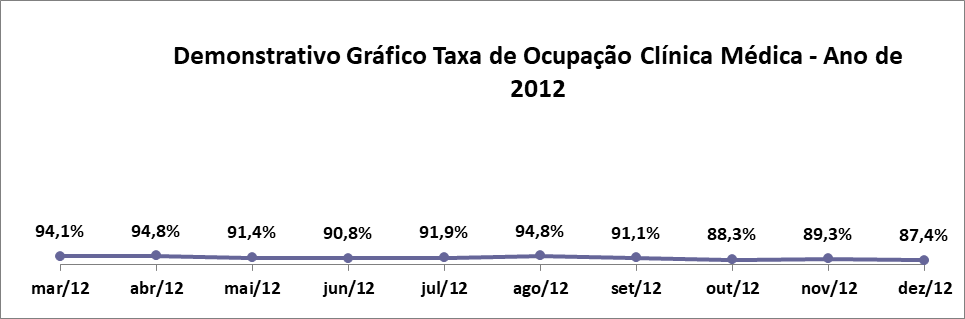 Demonstrativo Gráfico Taxa de Ocupação Clínica Médica - Ano de
2012
94,1% 94,8% 91,4% 90,8% 91,9% 94,8% 91,1% 88,3% 89,3% 87,4%
mar/12 abr/12 mai/12 jun/12 jul/12 ago/12 set/12 out/12 nov/12 dez/12